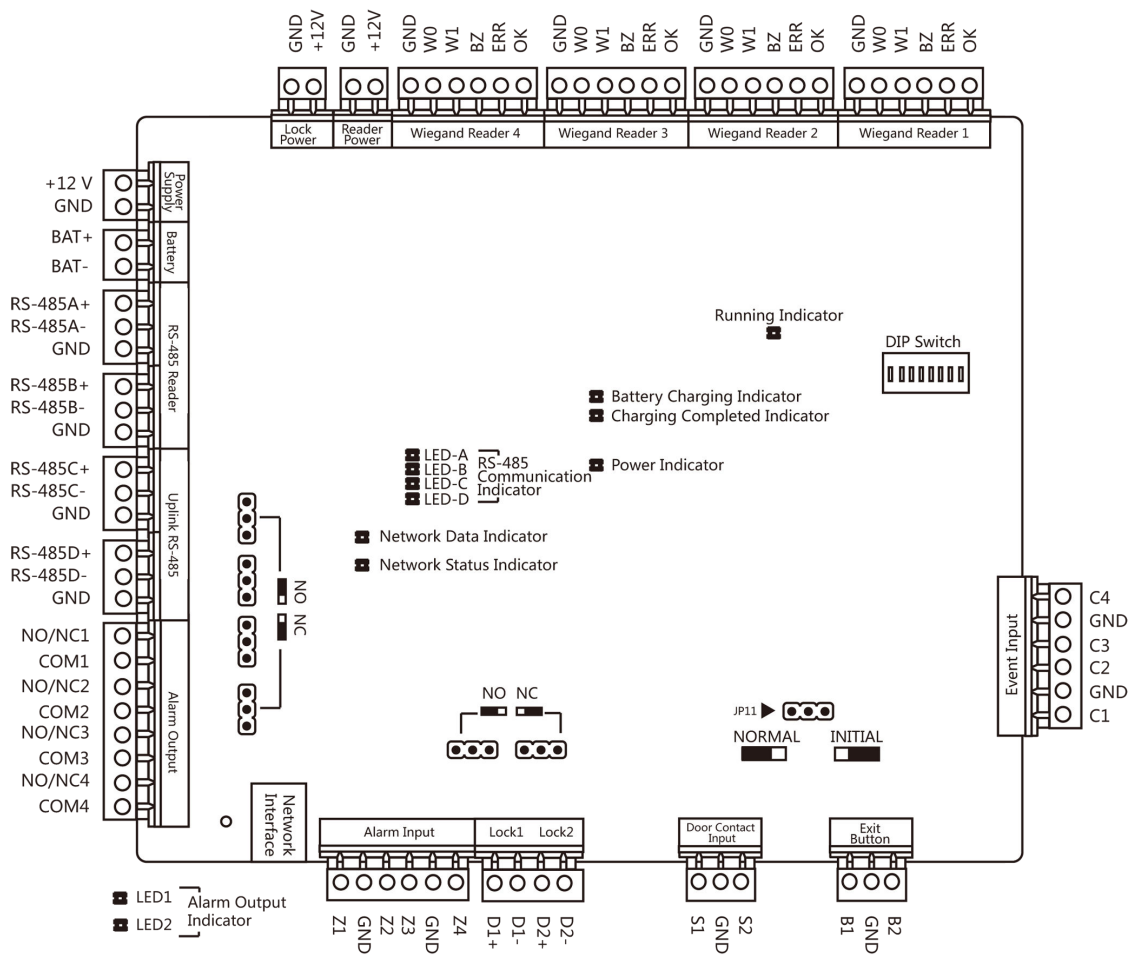 GND +12V GND +12V GND W0 W1 BZ ERR OK GND W0 W1 BZ ERR OK GND W0 W1 BZ ERR OK GND W0 W1 BZ ERR OK
Lock
Power
Reader
Power
Wiegand Reader 4
Wiegand Reader 3
Wiegand Reader 2
Wiegand Reader 1
+12 V
GND
Power
Supply
BAT+
BAT-
Battery
RS-485A+
RS-485A-
GND
RS-485B+
RS-485B-
GND
RS-485 Reader
RS-485C+
RS-485C-
GND
RS-485D+
RS-485D-
GND
Uplink RS-485
NO/NC1
COM1
NO/NC2
COM2
NO/NC3
COM3
NO/NC4
COM4
Alarm Output
NO
NC
Running Indicator
DIP Switch
Battery Charging Indicator
Charging Completed Indicator
Power Indicator
LED-A
LED-B
LED-C
LED-D
RS-485
Communication
Indicator
Network Data Indicator
Network Status Indicator
NO NC
JP11
NORMAL INITIAL
Event Input
C4
GND
C3
C2
GND
C1
Network
Interface
Alarm Input
Lock1 Lock2
Door Contact
Input
Exit
Button
Z1 GND Z2 Z3 GND Z4 D1+ D1- D2+ D2- S1 GND S2 B1 GND B2
LED1
LED2
Alarm Output
Indicator